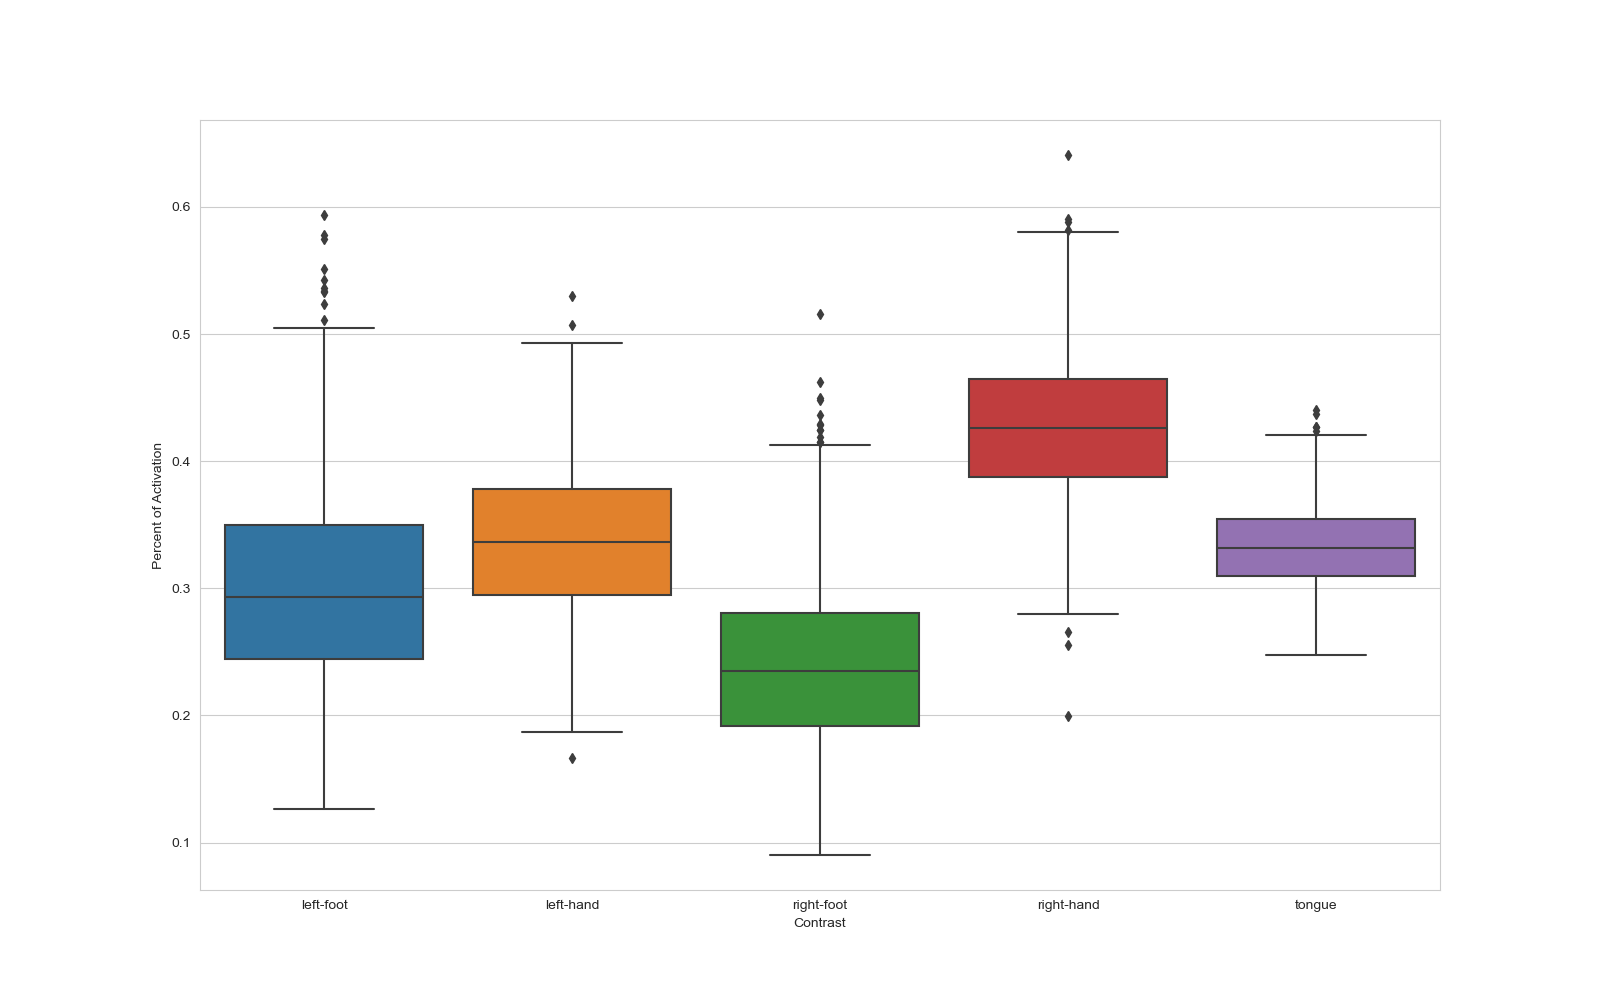 0.6
0.5
0.4
0.3
0.2
0.1
Percent of Activation
left-foot
left-hand
right-foot
right-hand
tongue
Contrast